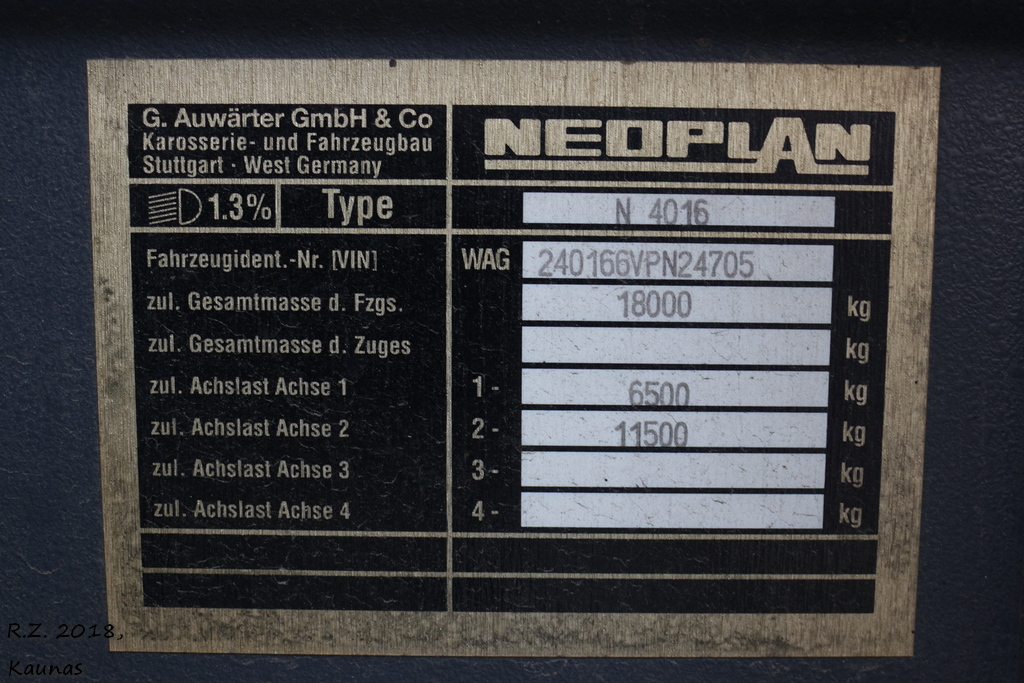 G. Auwärter GmbH & Co
Karosserie- und Fahrzeugbau
Stuttgart · West Germany
NEOPLAN
1.3% Type N 4016
Fahrzeugident.-Nr. [VIN] WAG 240166VPN24705
zul. Gesamtmasse d. Fzgs. 18000 kg
zul. Gesamtmasse d. Zuges kg
zul. Achslast Achse 1 1- 6500 kg
zul. Achslast Achse 2 2- 11500 kg
zul. Achslast Achse 3 3- kg
zul. Achslast Achse 4 4- kg
R.Z. 2018,
Kaunas